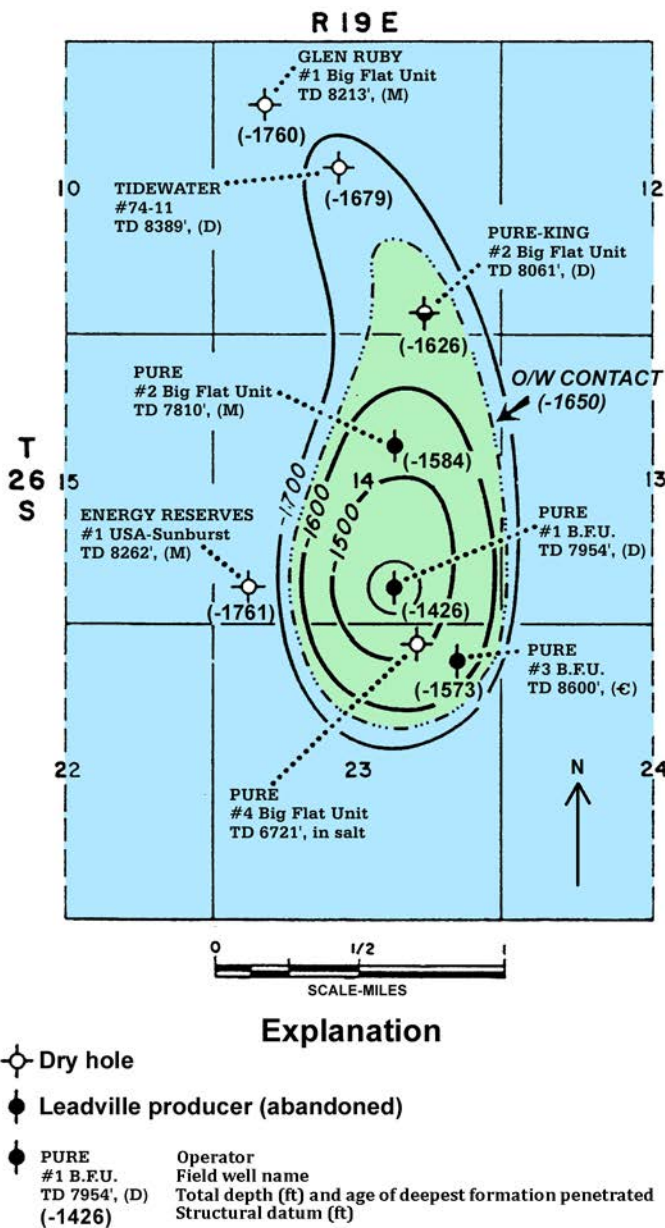 R 19 E
GLEN RUBY
#1 Big Flat Unit
TD 8213', (M)
(-1760)
10
TIDEWATER
#74-11
TD 8389', (D)
(-1679)
12
PURE-KING
#2 Big Flat Unit
TD 8061', (D)
(-1626)
PURE
#2 Big Flat Unit
TD 7810', (M)
(-1584)
O/W CONTACT
(-1650)
T
26
S
15
14
13
-1700
-1600
-1500
ENERGY RESERVES
#1 USA-Sunburst
TD 8262', (M)
(-1761)
PURE
#1 B.F.U.
TD 7954', (D)
(-1426)
PURE
#3 B.F.U.
TD 8600', (€)
(-1573)
22
23
24
PURE
#4 Big Flat Unit
TD 6721', in salt
N
0 1/2 1
SCALE-MILES
Explanation
Dry hole
Leadville producer (abandoned)
PURE Operator
#1 B.F.U. Field well name
TD 7954', (D) Total depth (ft) and age of deepest formation penetrated
(-1426) Structural datum (ft)